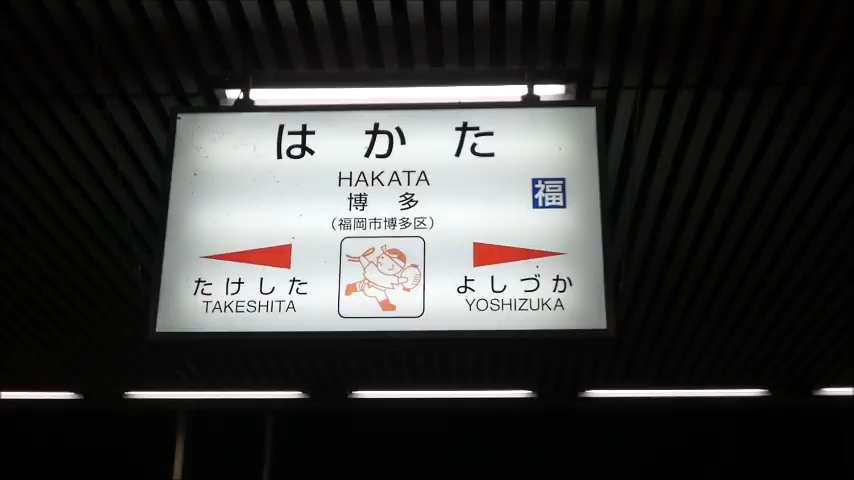 はかた
HAKATA
博多
福
(福岡市博多区)
たけした
TAKESHITA
よしづか
YOSHIZUKA